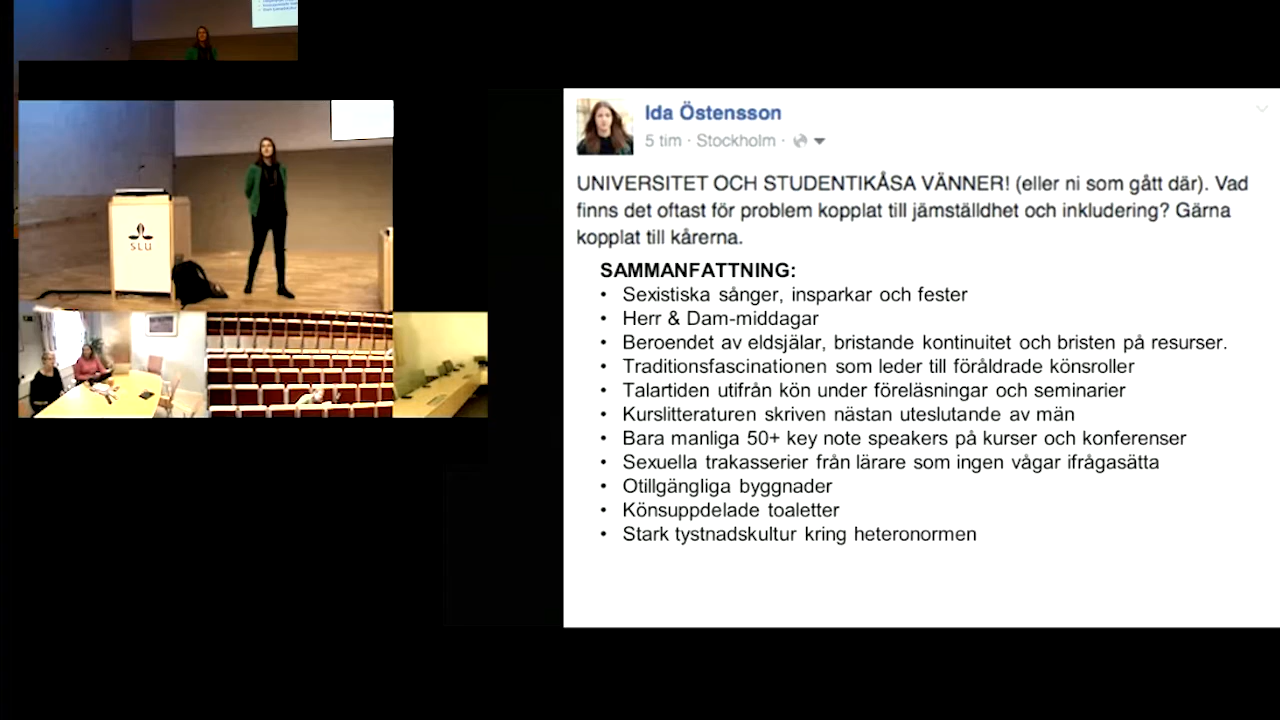 SLU
Ida Östensson
5 tim · Stockholm ·
UNIVERSITET OCH STUDENTIKÅSA VÄNNER! (eller ni som gått där). Vad
finns det oftast för problem kopplat till jämställdhet och inkludering? Gärna
kopplat till kårerna.
SAMMANFATTNING:
• Sexistiska sånger, insparkar och fester
• Herr & Dam-middagar
• Beroendet av eldsjälar, bristande kontinuitet och bristen på resurser.
• Traditionsfascinationen som leder till föråldrade könsroller
• Talartiden utifrån kön under föreläsningar och seminarier
• Kurslitteraturen skriven nästan uteslutande av män
• Bara manliga 50+ key note speakers på kurser och konferenser
• Sexuella trakasserier från lärare som ingen vågar ifrågasätta
• Otillgängliga byggnader
• Könsuppdelade toaletter
• Stark tystnadskultur kring heteronormen